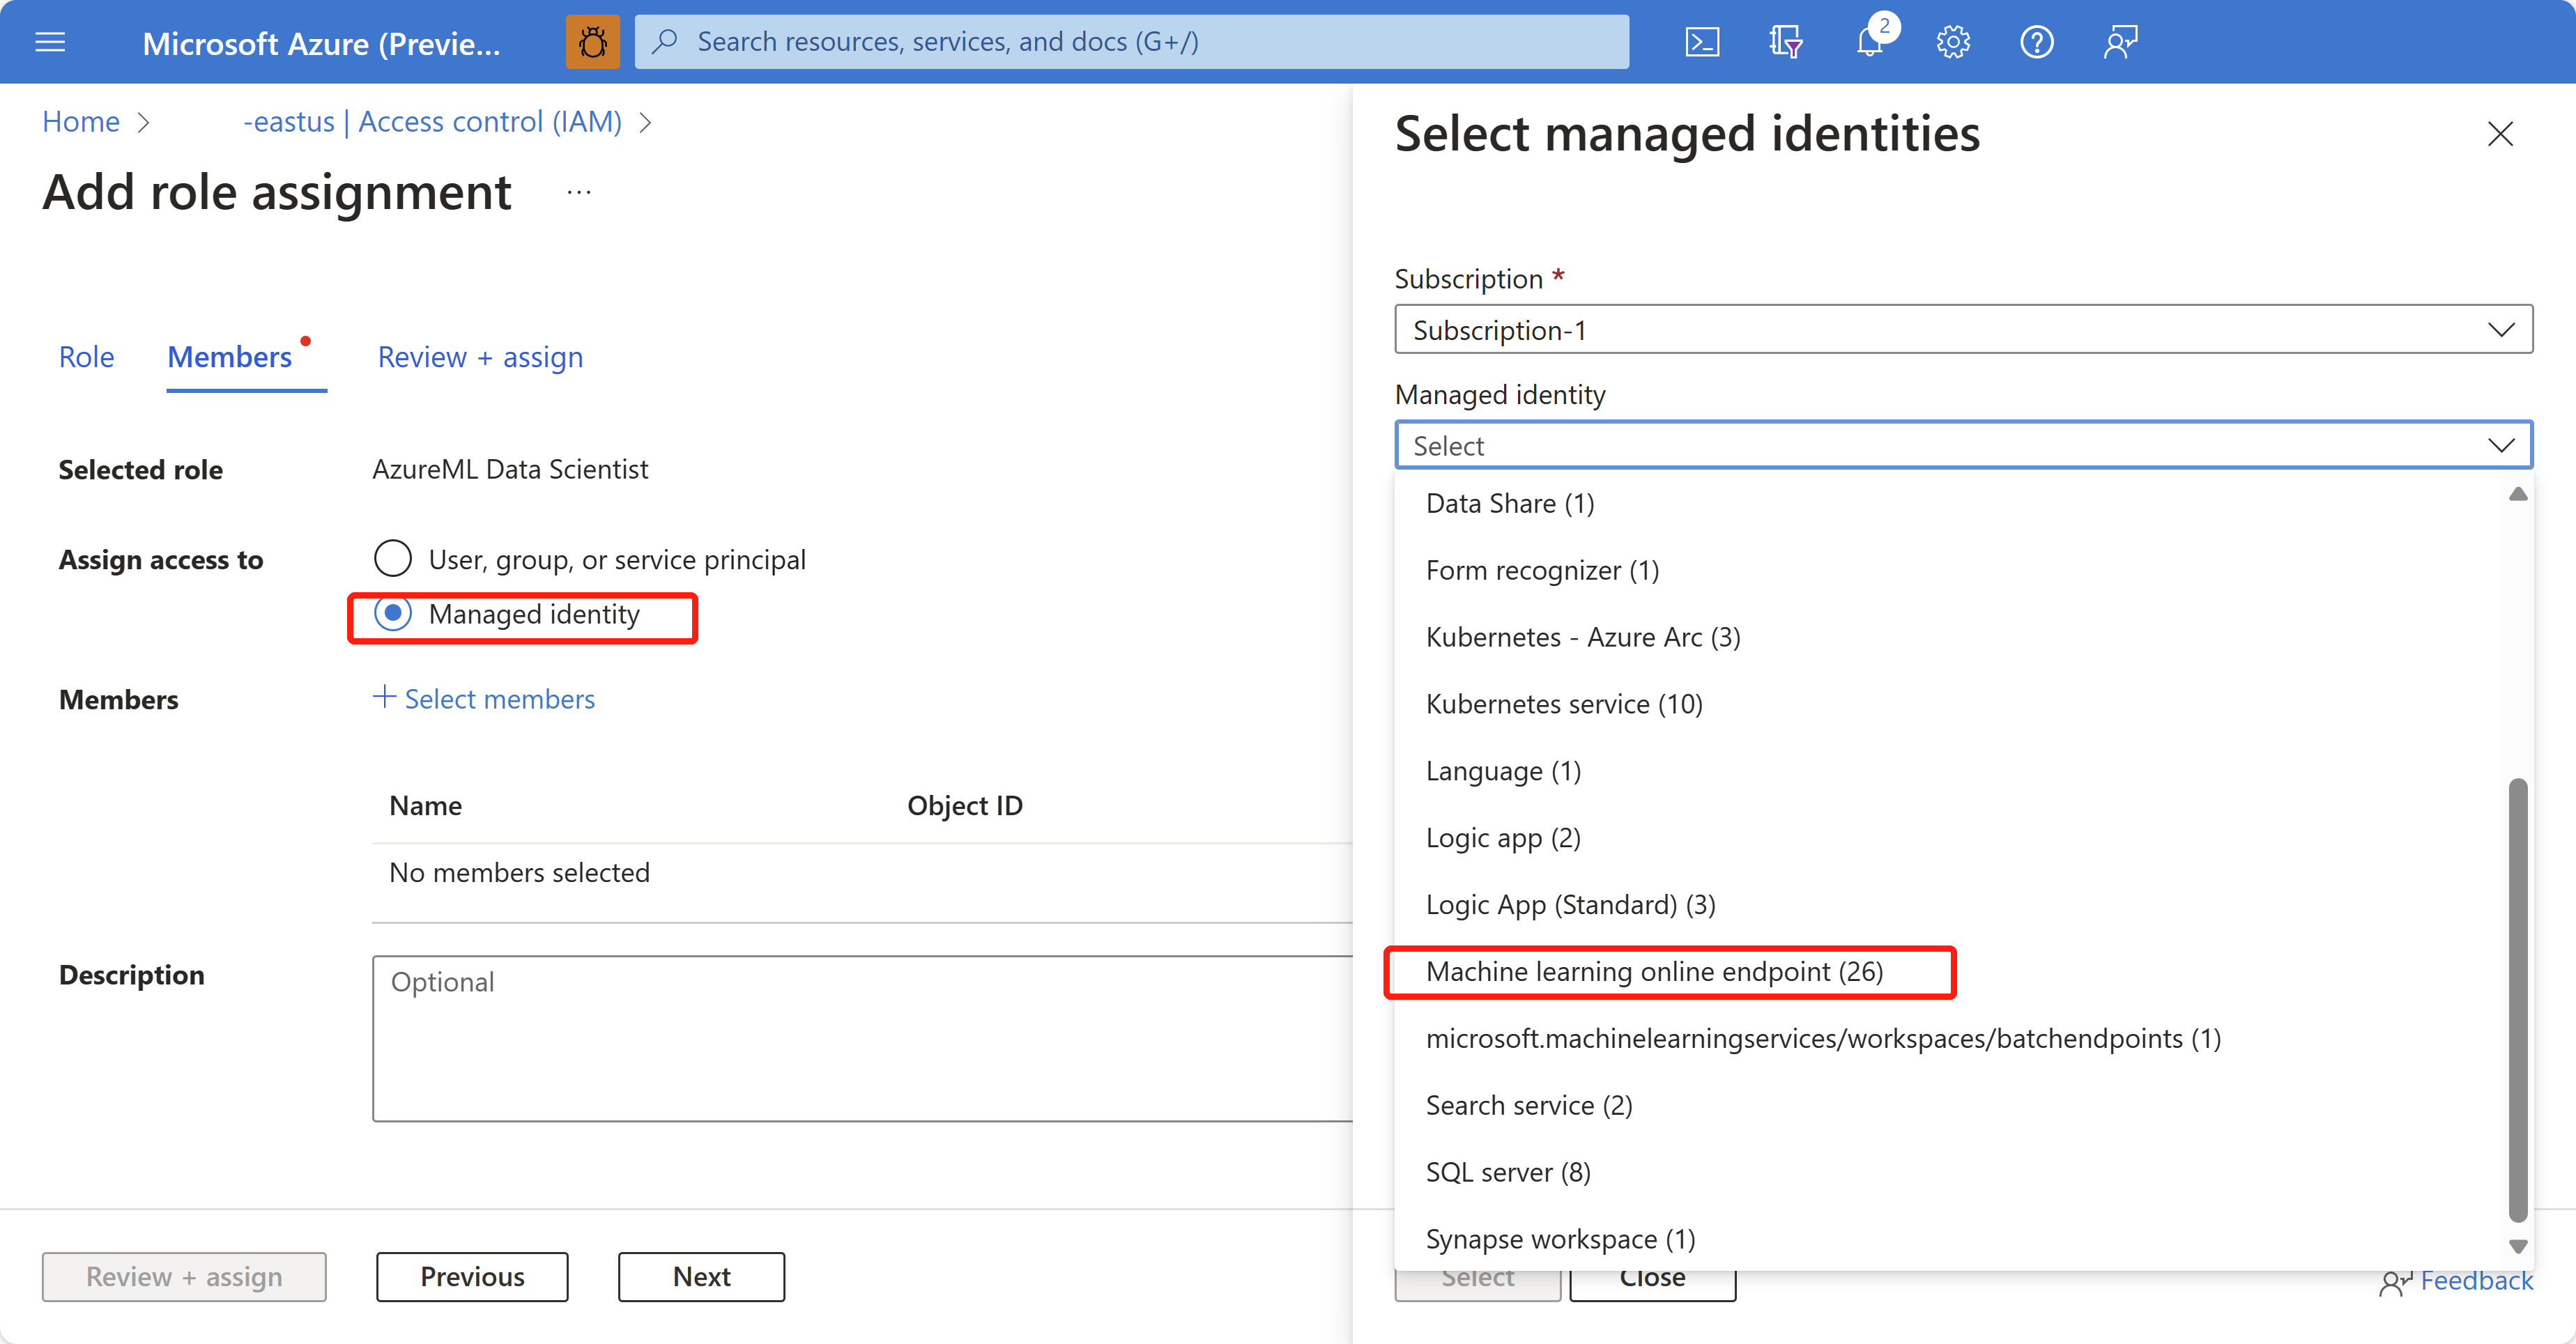 Microsoft Azure (Previe...
Search resources, services, and docs (G+/)
2
Home
-eastus | Access control (IAM)
Add role assignment
...
Role
Members
Review + assign
Selected role
AzureML Data Scientist
Assign access to
User, group, or service principal
Managed identity
Members
+ Select members
Name
Object ID
No members selected
Description
Optional
Review + assign
Previous
Next
Select managed identities
Subscription *
Subscription-1
Managed identity
Select
Data Share (1)
Form recognizer (1)
Kubernetes - Azure Arc (3)
Kubernetes service (10)
Language (1)
Logic app (2)
Logic App (Standard) (3)
Machine learning online endpoint (26)
microsoft.machinelearningservices/workspaces/batchendpoints (1)
Search service (2)
SQL server (8)
Synapse workspace (1)
Select
Close
Feedback